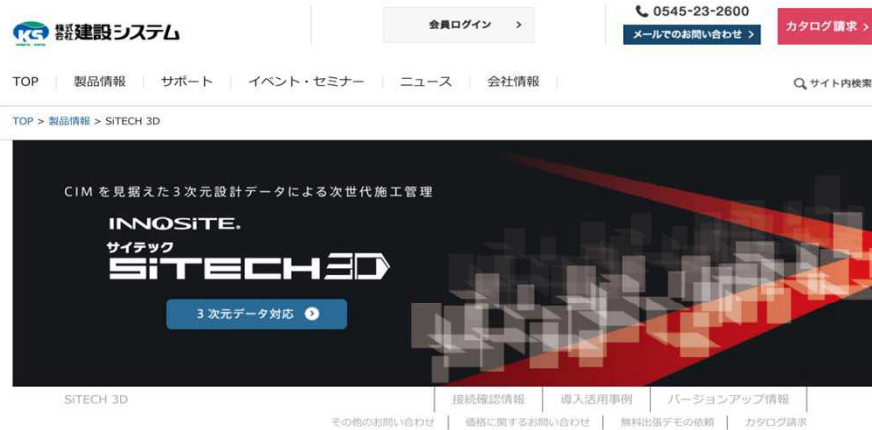 KS 株式会社建設システム
会員ログイン >
0545-23-2600
メールでのお問い合わせ >
カタログ請求 >
TOP 製品情報 サポート イベント・セミナー ニュース 会社情報
サイト内検索
TOP > 製品情報 > SiTECH 3D
CIMを見据えた3次元設計データによる次世代施工管理
INNOSiTE.
サイテック
SiTECH 3D
3次元データ対応
SiTECH 3D 接続確認情報 導入活用事例 バージョンアップ情報
その他のお問い合わせ 価格に関するお問い合わせ 無料出張デモの依頼 カタログ請求